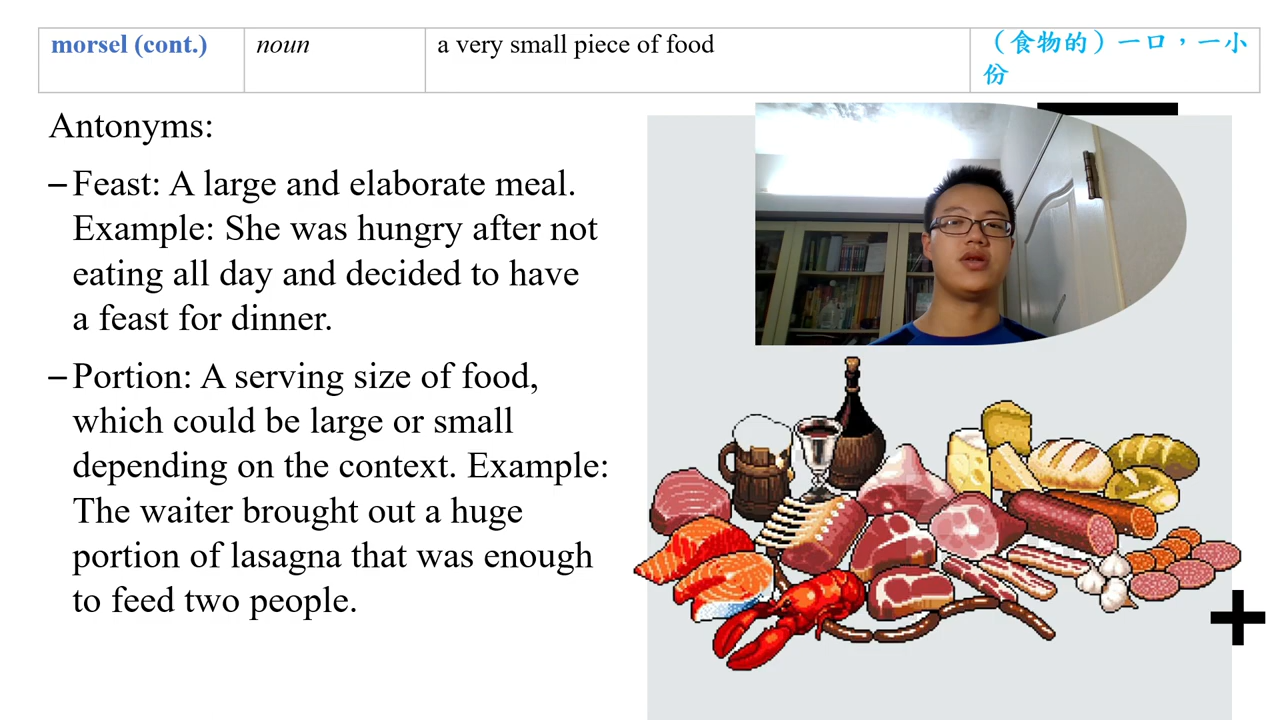 morsel (cont.)
noun
a very small piece of food
（食物的）一口，一小
份
Antonyms:
– Feast: A large and elaborate meal.
Example: She was hungry after not
eating all day and decided to have
a feast for dinner.
– Portion: A serving size of food,
which could be large or small
depending on the context. Example:
The waiter brought out a huge
portion of lasagna that was enough
to feed two people.